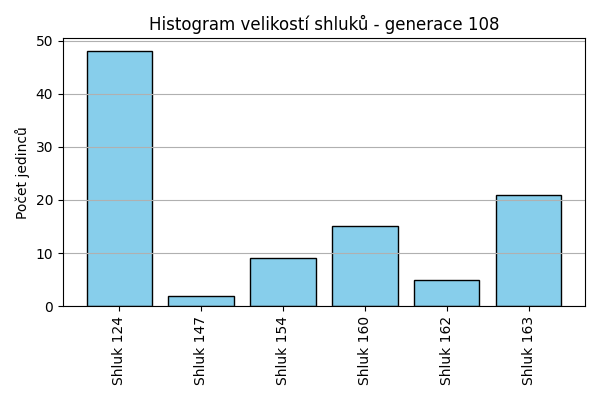 Histogram velikostí shluků - generace 108
Počet jedinců
50
40
30
20
10
0
Shluk 124
Shluk 147
Shluk 154
Shluk 160
Shluk 162
Shluk 163